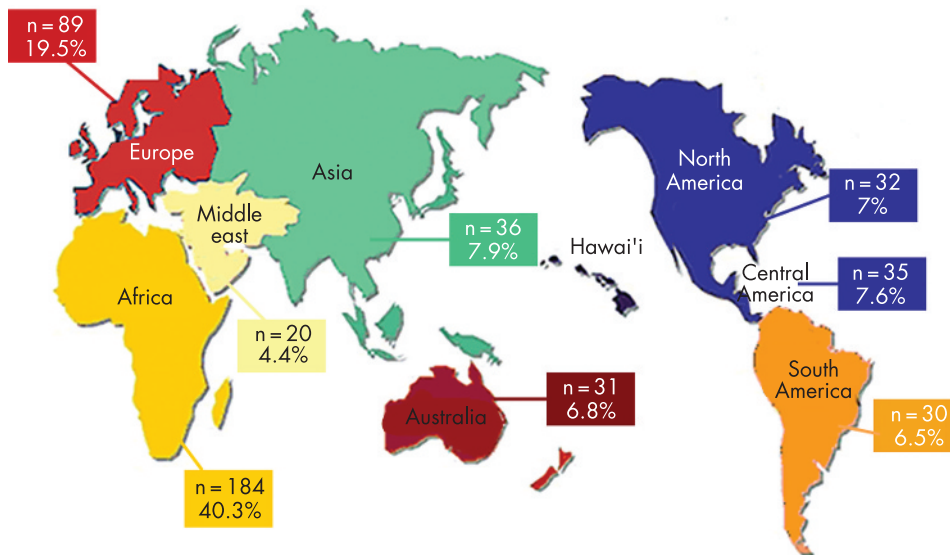 n = 89
19.5%
Europe
Asia
North
America
n = 32
7%
Middle
east
n = 36
7.9%
Hawai'i
Central
America
n = 35
7.6%
Africa
n = 20
4.4%
South
America
n = 31
6.8%
Australia
n = 30
6.5%
n = 184
40.3%